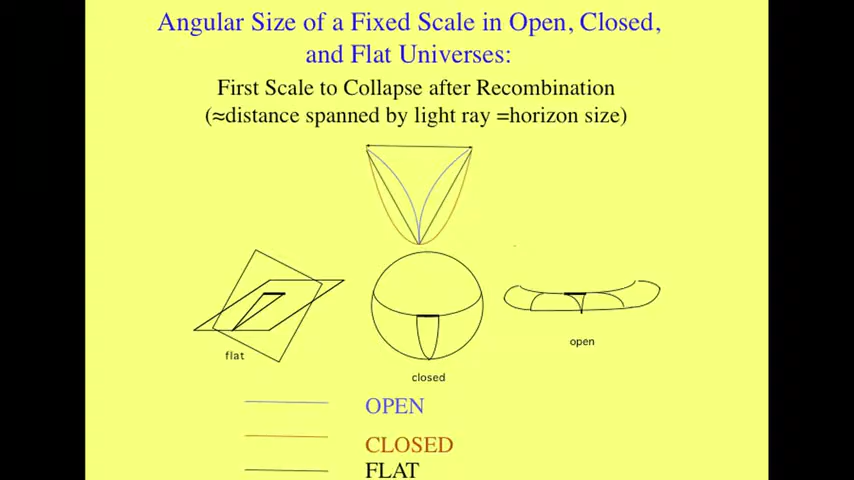 Angular Size of a Fixed Scale in Open, Closed,
and Flat Universes:
First Scale to Collapse after Recombination
(≈distance spanned by light ray =horizon size)
flat
closed
open
OPEN
CLOSED
FLAT